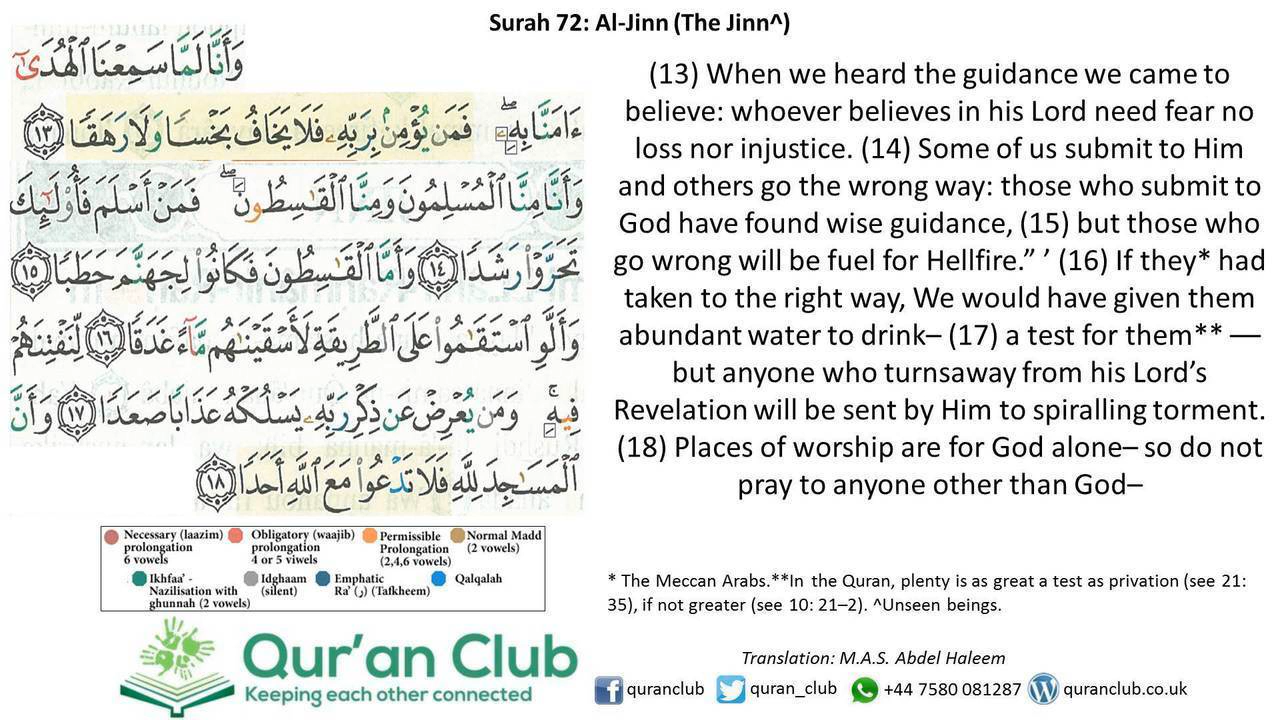 Surah 72: Al-Jinn (The Jinn^)
وَأَنَّا لَمَّا سَمِعْنَا ٱلْهُدَىٰٓ
ءَامَنَّا بِهِۦ ۖ فَمَن يُؤْمِنۢ بِرَبِّهِۦ فَلَا يَخَافُ بَخْسًا وَلَا رَهَقًا ١٣
وَأَنَّا مِنَّا ٱلْمُسْلِمُونَ وَمِنَّا ٱلْقَٰسِطُونَ ۖ فَمَنْ أَسْلَمَ فَأُو۟لَٰٓئِكَ
تَحَرَّوْا۟ رَشَدًا ١٤ وَأَمَّا ٱلْقَٰسِطُونَ فَكَانُوا۟ لِجَهَنَّمَ حَطَبًا ١٥
وَأَلَّوِ ٱسْتَقَٰمُوا۟ عَلَى ٱلطَّرِيقَةِ لَأَسْقَيْنَٰهُم مَّآءً غَدَقًا ١٦ لِّنَفْتِنَهُمْ
فِيهِ ۚ وَمَن يُعْرِضْ عَن ذِكْرِ رَبِّهِۦ يَسْلُكْهُ عَذَابًا صَعَدًا ١٧ وَأَنَّ
ٱلْمَسَٰجِدَ لِلَّهِ فَلَا تَدْعُوا۟ مَعَ ٱللَّهِ أَحَدًا ١٨
(13) When we heard the guidance we came to
believe: whoever believes in his Lord need fear no
loss nor injustice. (14) Some of us submit to Him
and others go the wrong way: those who submit to
God have found wise guidance, (15) but those who
go wrong will be fuel for Hellfire.” ’ (16) If they* had
taken to the right way, We would have given them
abundant water to drink– (17) a test for them** —
but anyone who turnsaway from his Lord’s
Revelation will be sent by Him to spiralling torment.
(18) Places of worship are for God alone– so do not
pray to anyone other than God–
Necessary (laazim) prolongation 6 vowels
Obligatory (waajib) prolongation 4 or 5 viwels
Permissible Prolongation (2,4,6 vowels)
Normal Madd (2 vowels)
Ikhfaa’ - Nazilisation with ghunnah (2 vowels)
Idghaam (silent)
Emphatic Ra’ (ر) (Tafkheem)
Qalqalah
* The Meccan Arabs.**In the Quran, plenty is as great a test as privation (see 21:
35), if not greater (see 10: 21–2). ^Unseen beings.
Qur’an Club
Keeping each other connected
Translation: M.A.S. Abdel Haleem
quranclub quran_club +44 7580 081287 quranclub.co.uk